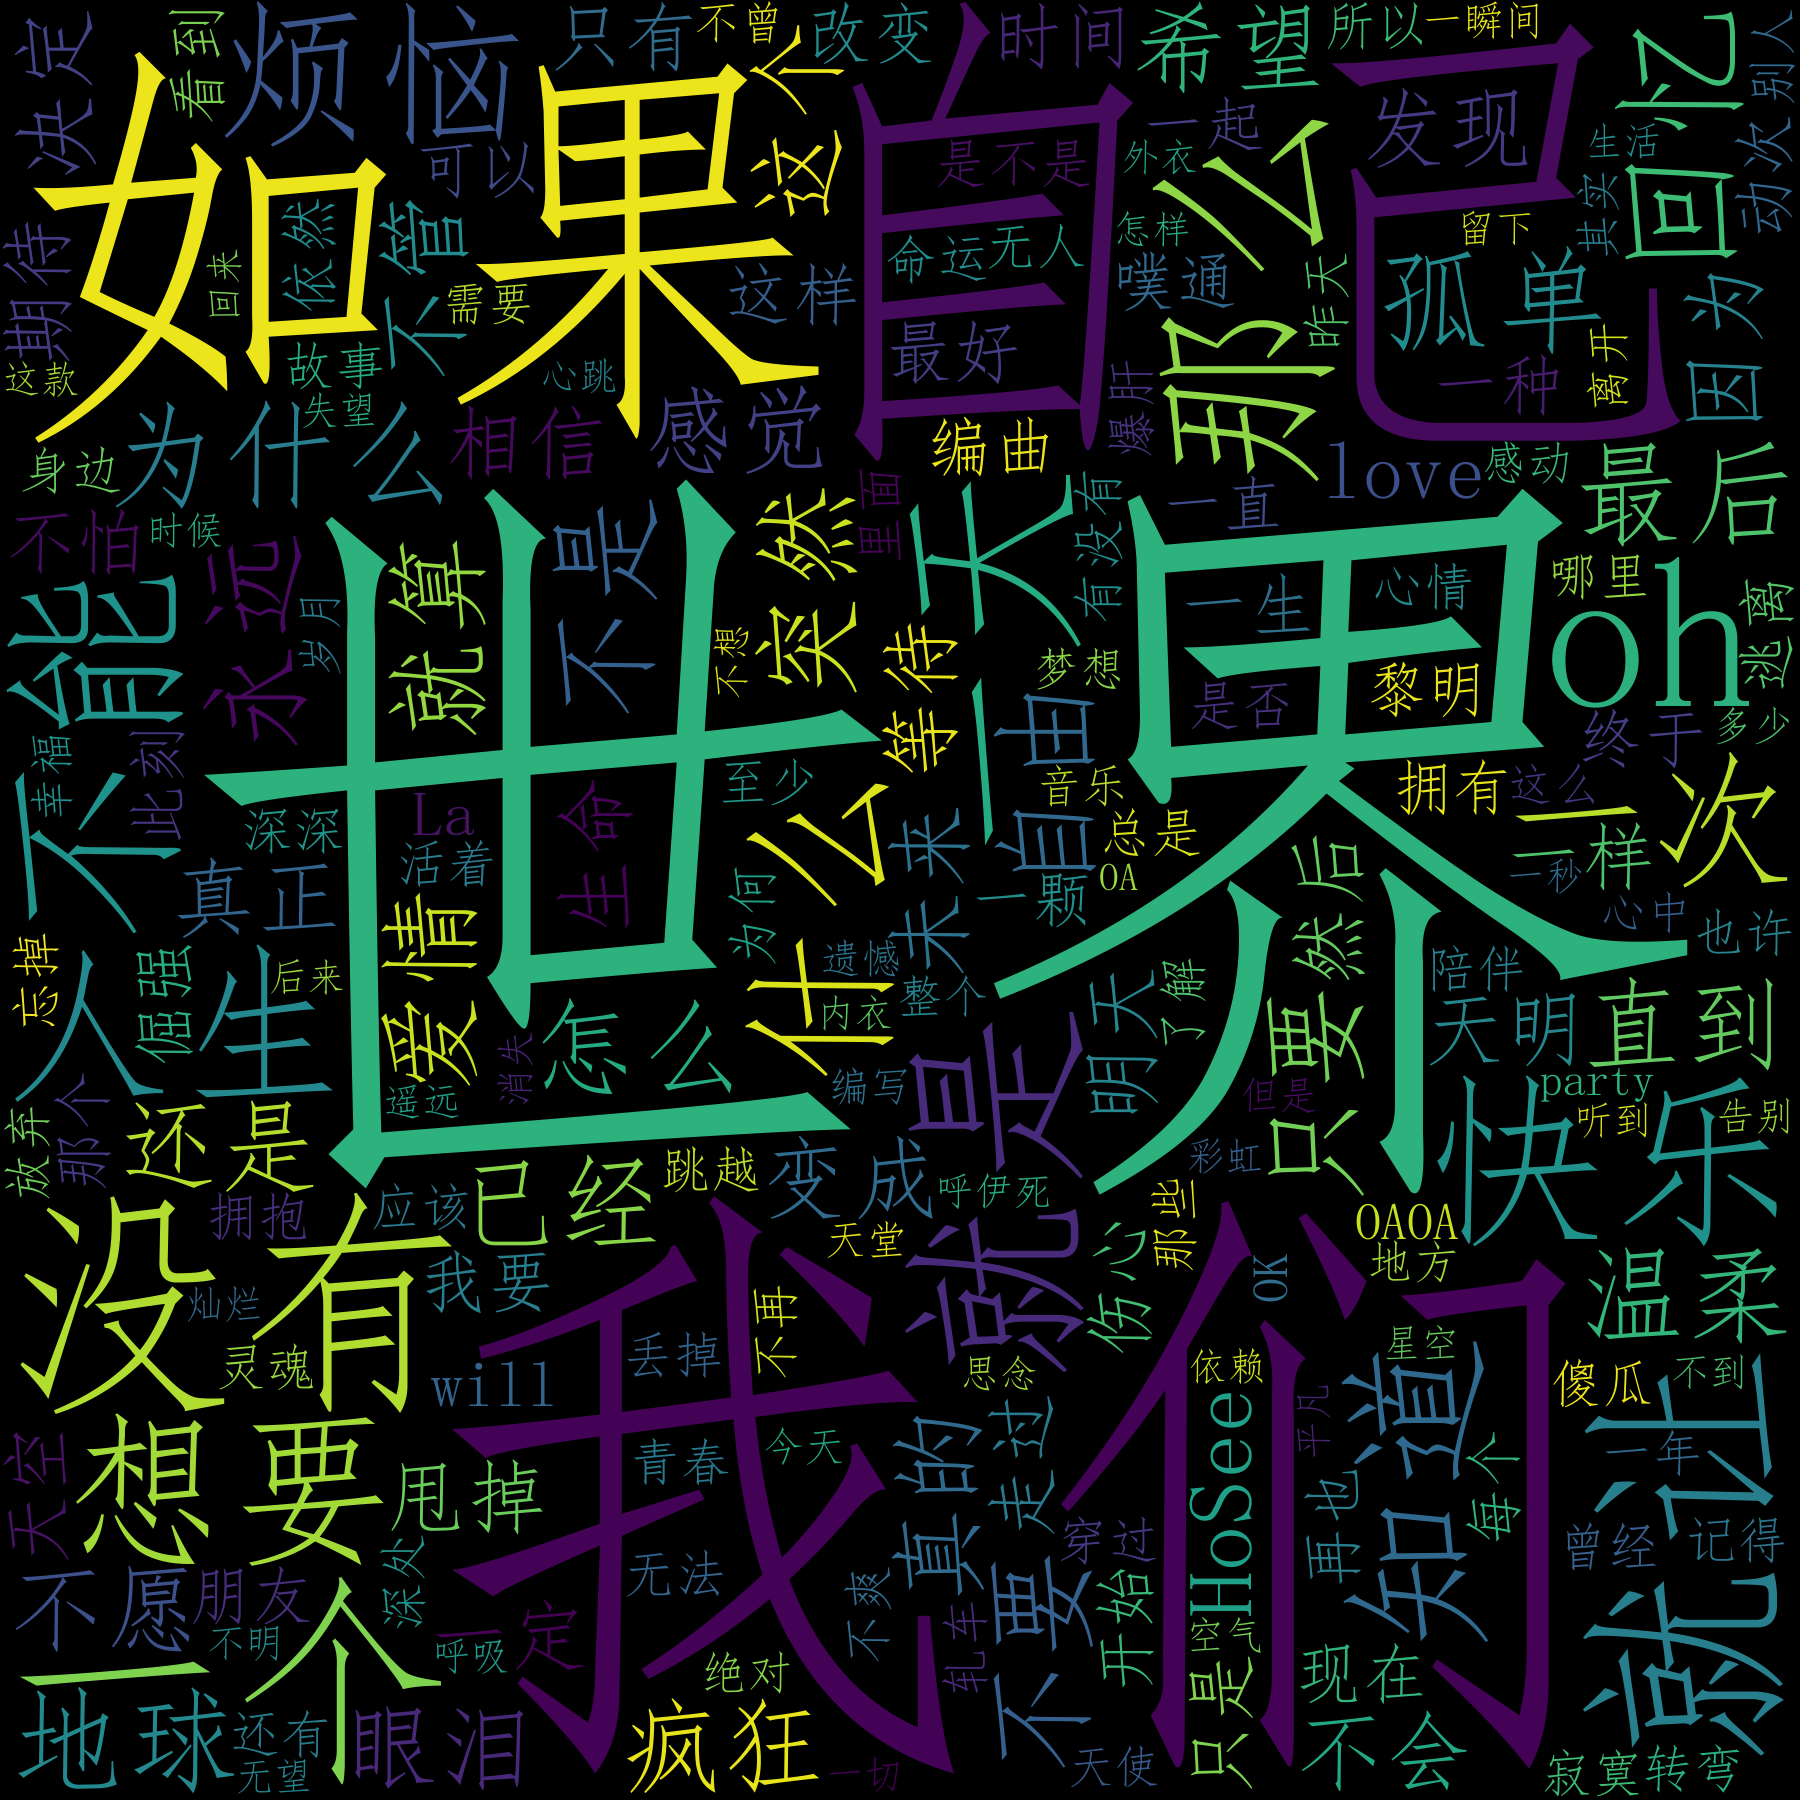 决定
看到
烦恼
只有
不曾
改变
时间
希望
所以
一瞬间
别人
如果
可以
这个
自己
是不是
一起
外衣
那么
发现
生活
回忆
其实
动次
期待
回来
依然
不管
需要
这样
命运无人
怎样
噗通
昨天
孤单
留下
因为
这款
故事
失望
心跳
最好
爆肝
一种
离开
身边
为什么
相信
感觉
编曲
里面
love
一直
感动
最后
不怕
时候
永远
岁月
就算
不是
突然
一天
有没有
世界
心情
哪里
oh
逃离
不能
幸福
此刻
不想
等待
梦想
自由
一生
是否
黎明
终于
多少
深深
La
至少
未来
音乐
拥有
这么
一次
真正
活着
生命
什么
总是
OA
一样
一秒
忘掉
倔强
后来
爱情
为何
遗憾
一颗
然后
心中
也许
人生
内衣
整个
明天
了解
只要
陪伴
天明
直到
放弃
那个
遥远
消失
怎么
编写
就是
但是
party
快乐
听到
告别
还是
已经
跳越
变成
呼伊死
彩虹
没有
拥抱
应该
我要
天堂
伤心
那些
OAOA
地方
温柔
灿烂
灵魂
will
我们
丢掉
不再
思念
依赖
OK
星空
傻瓜
不到
天空
想要
甩掉
青春
今天
真的
走过
HoSee
平凡
知道
每个
一年
就让
不愿
朋友
深处
无法
不爽
不要
穿过
再也
曾经
记得
一个
不明
一定
呼吸
绝对
轧车
开始
空气
只是
现在
地球
还有
无望
眼泪
疯狂
一切
天使
不会
寂寞转弯